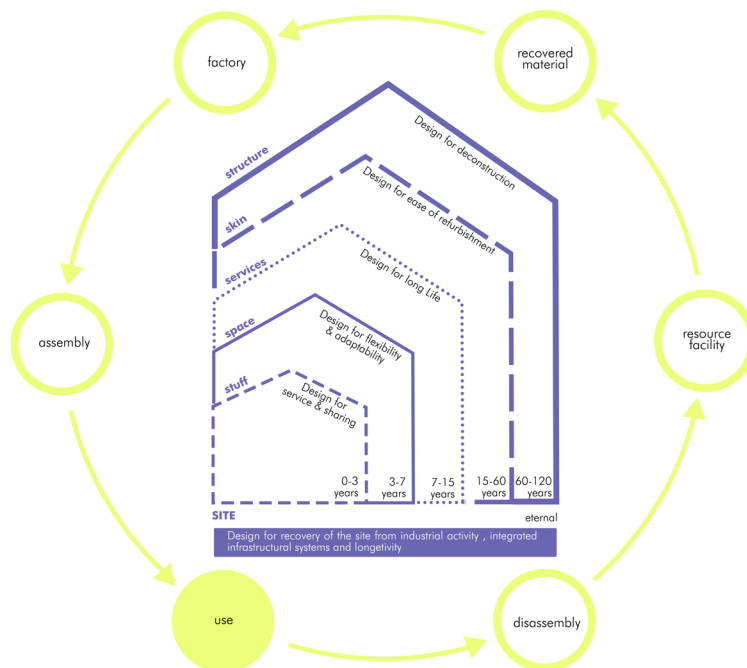 factory
recovered
material
structure
Design for deconstruction
skin
Design for ease of refurbishment
services
Design for long Life
assembly
space
Design for flexibility
& adaptability
resource
facility
stuff
Design for
service & sharing
0-3
years
3-7
years
7-15
years
15-60
years
60-120
years
SITE
eternal
Design for recovery of the site from industrial activity , integrated
infrastructural systems and longetivity
use
disassembly